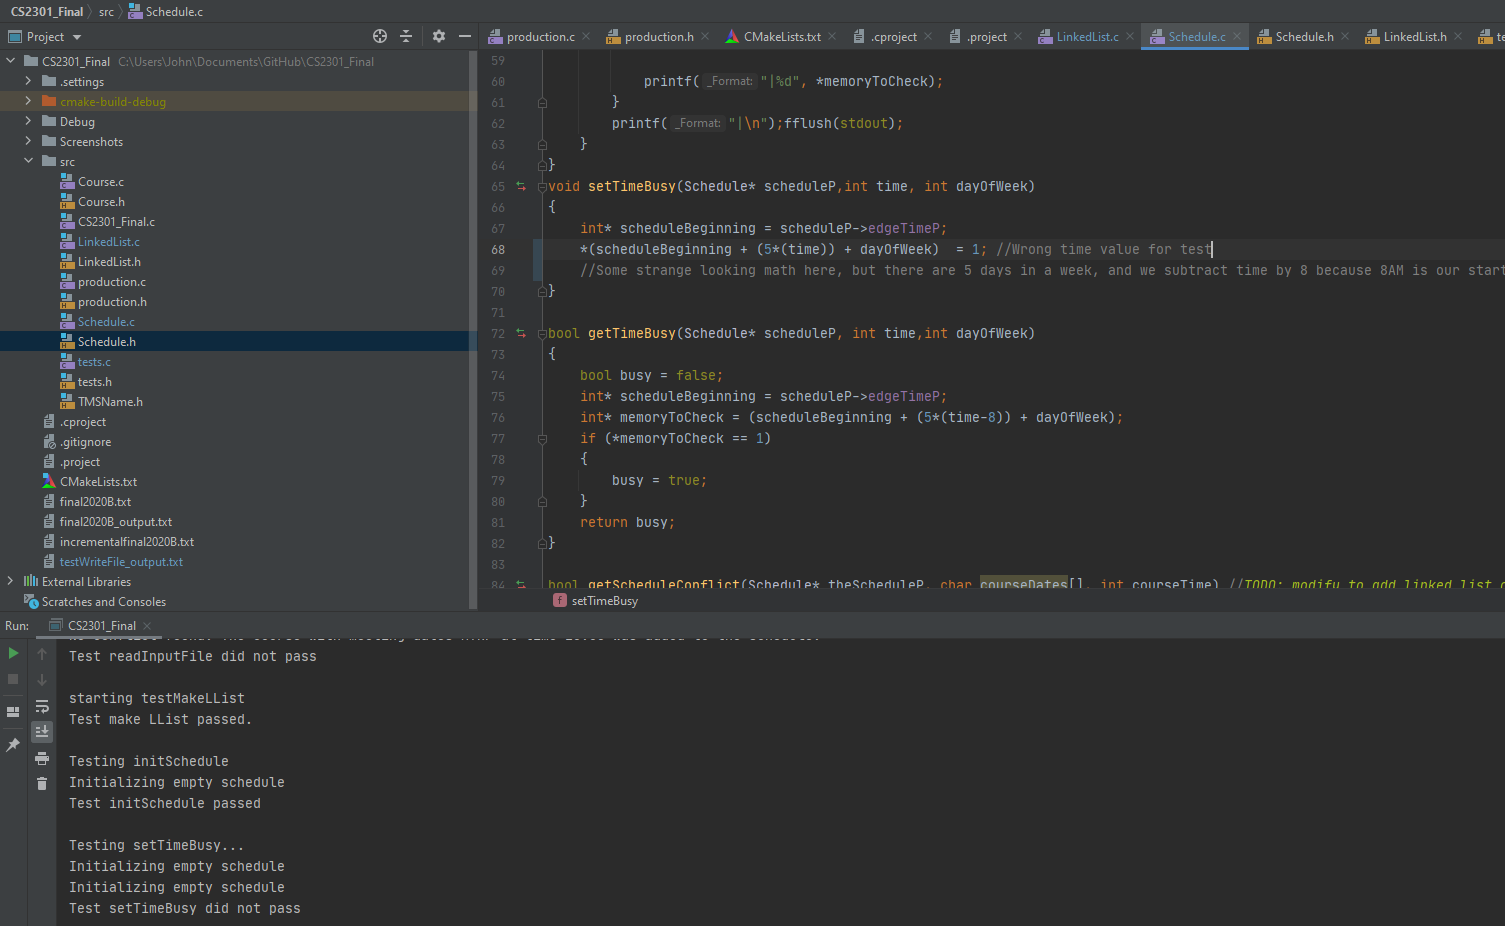 CS2301_Final src Schedule.c
Project
production.c production.h CMakeLists.txt .cproject .project LinkedList.c Schedule.c Schedule.h LinkedList.h
CS2301_Final C:\Users\John\Documents\GitHub\CS2301_Final
.settings
cmake-build-debug
Debug
Screenshots
src
Course.c
Course.h
CS2301_Final.c
LinkedList.c
LinkedList.h
production.c
production.h
Schedule.c
Schedule.h
tests.c
tests.h
TMSName.h
.cproject
.gitignore
.project
CMakeLists.txt
final2020B.txt
final2020B_output.txt
incrementalfinal2020B.txt
testWriteFile_output.txt
External Libraries
Scratches and Consoles
59
60 printf( _Format: "|%d", *memoryToCheck);
61 }
62 printf( _Format: "|\n");fflush(stdout);
63 }
64 }
65 void setTimeBusy(Schedule* scheduleP,int time, int dayOfWeek)
66 {
67 int* scheduleBeginning = scheduleP->edgeTimeP;
68 *(scheduleBeginning + (5*(time)) + dayOfWeek) = 1; //Wrong time value for test
69 //Some strange looking math here, but there are 5 days in a week, and we subtract time by 8 because 8AM is our start
70 }
71
72 bool getTimeBusy(Schedule* scheduleP, int time,int dayOfWeek)
73 {
74 bool busy = false;
75 int* scheduleBeginning = scheduleP->edgeTimeP;
76 int* memoryToCheck = (scheduleBeginning + (5*(time-8)) + dayOfWeek);
77 if (*memoryToCheck == 1)
78 {
79 busy = true;
80 }
81 return busy;
82 }
83
84 bool getScheduleConflict(Schedule* theScheduleP, char courseDates[], int courseTime) //TODO: modify to add linked list
f setTimeBusy
Run: CS2301_Final
Test readInputFile did not pass
starting testMakeLList
Test make LList passed.
Testing initSchedule
Initializing empty schedule
Test initSchedule passed
Testing setTimeBusy...
Initializing empty schedule
Initializing empty schedule
Test setTimeBusy did not pass